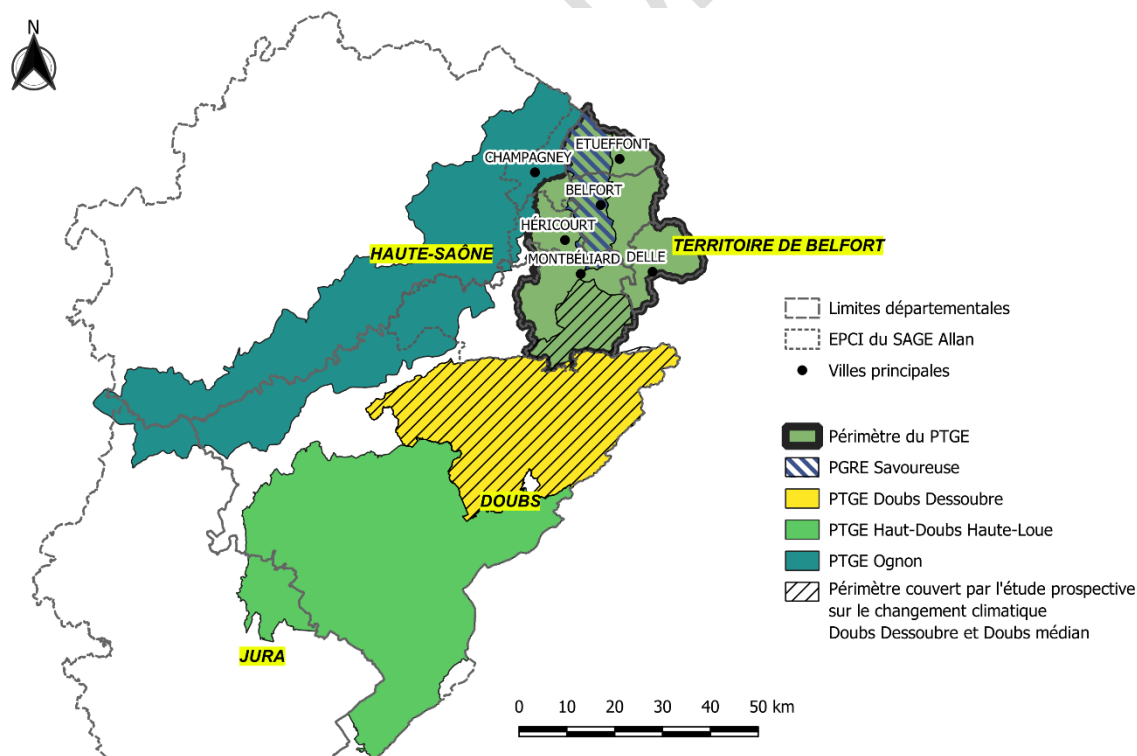 N
ETUEFFONT
CHAMPAGNEY
BELFORT
HÉRICOURT
HAUTE-SAÔNE
TERRITOIRE DE BELFORT
MONTBÉLIARD
DELLE
DOUBS
JURA
Limites départementales
EPCI du SAGE Allan
Villes principales
Périmètre du PTGE
PGRE Savoureuse
PTGE Doubs Dessoubre
PTGE Haut-Doubs Haute-Loue
PTGE Ognon
Périmètre couvert par l'étude prospective
sur le changement climatique
Doubs Dessoubre et Doubs médian
0 10 20 30 40 50 km